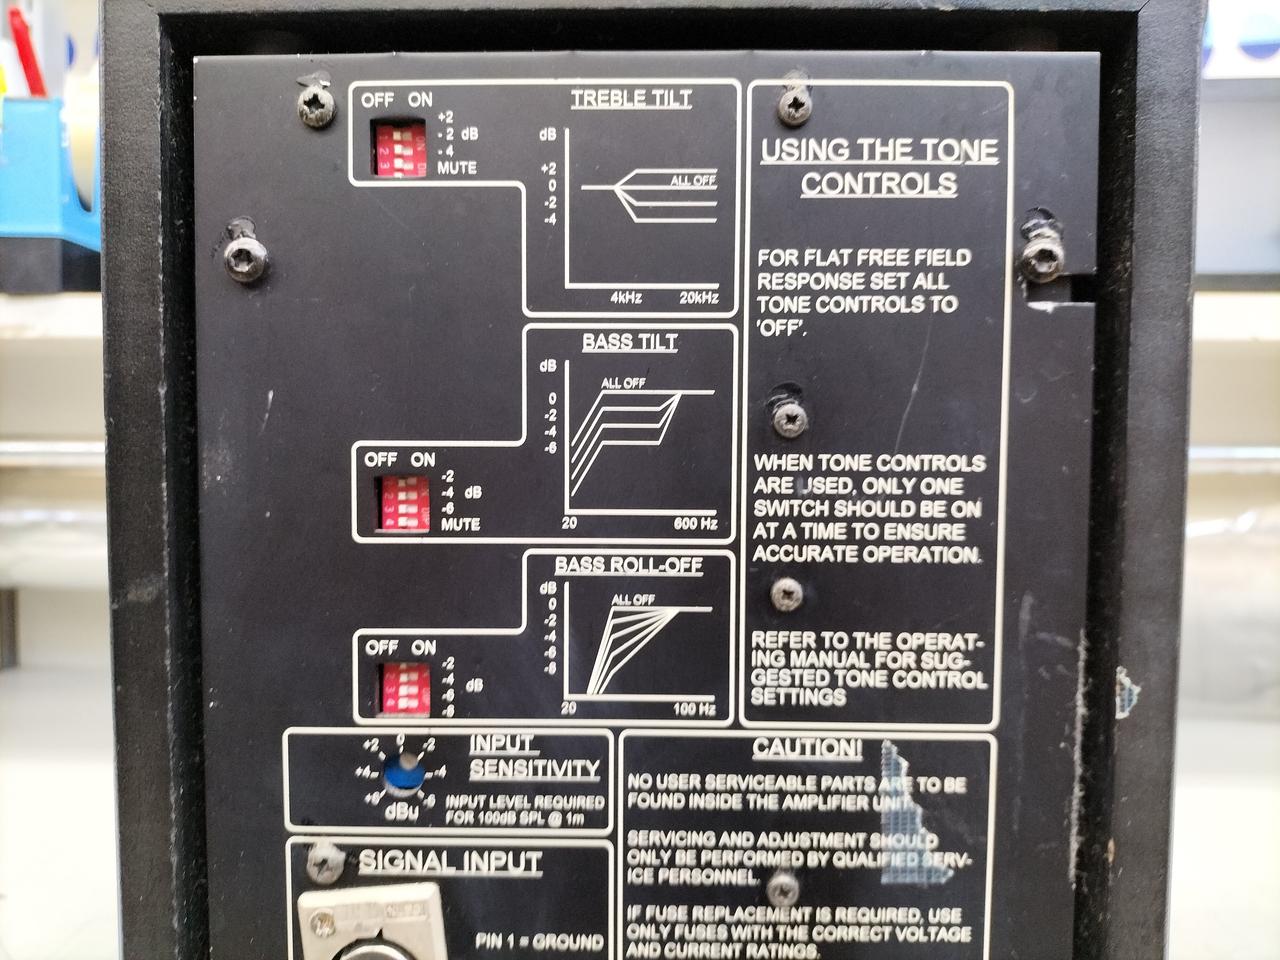 OFF ON
+2
-2 dB
-4
MUTE
TREBLE TILT
dB
+2
0
-2
-4
ALL OFF
4kHz 20kHz
BASS TILT
dB
ALL OFF
0
-2
-4
-6
20 600 Hz
OFF ON
-2
-4 dB
-6
MUTE
BASS ROLL-OFF
dB
ALL OFF
0
-2
-4
-6
-8
20 100 Hz
OFF ON
-2
-4
dB
-6
-8
USING THE TONE
CONTROLS
FOR FLAT FREE FIELD
RESPONSE SET ALL
TONE CONTROLS TO
'OFF'.
WHEN TONE CONTROLS
ARE USED, ONLY ONE
SWITCH SHOULD BE ON
AT A TIME TO ENSURE
ACCURATE OPERATION.
REFER TO THE OPERAT-
ING MANUAL FOR SUG-
GESTED TONE CONTROL
SETTINGS
0
+2 -2
+4 -4
+6 -6
dBu
INPUT
SENSITIVITY
INPUT LEVEL REQUIRED
FOR 100dB SPL @ 1m
SIGNAL INPUT
PIN 1 = GROUND
CAUTION!
NO USER SERVICEABLE PARTS ARE TO BE
FOUND INSIDE THE AMPLIFIER UNIT
SERVICING AND ADJUSTMENT SHOULD
ONLY BE PERFORMED BY QUALIFIED SERV-
ICE PERSONNEL.
IF FUSE REPLACEMENT IS REQUIRED, USE
ONLY FUSES WITH THE CORRECT VOLTAGE
AND CURRENT RATINGS.